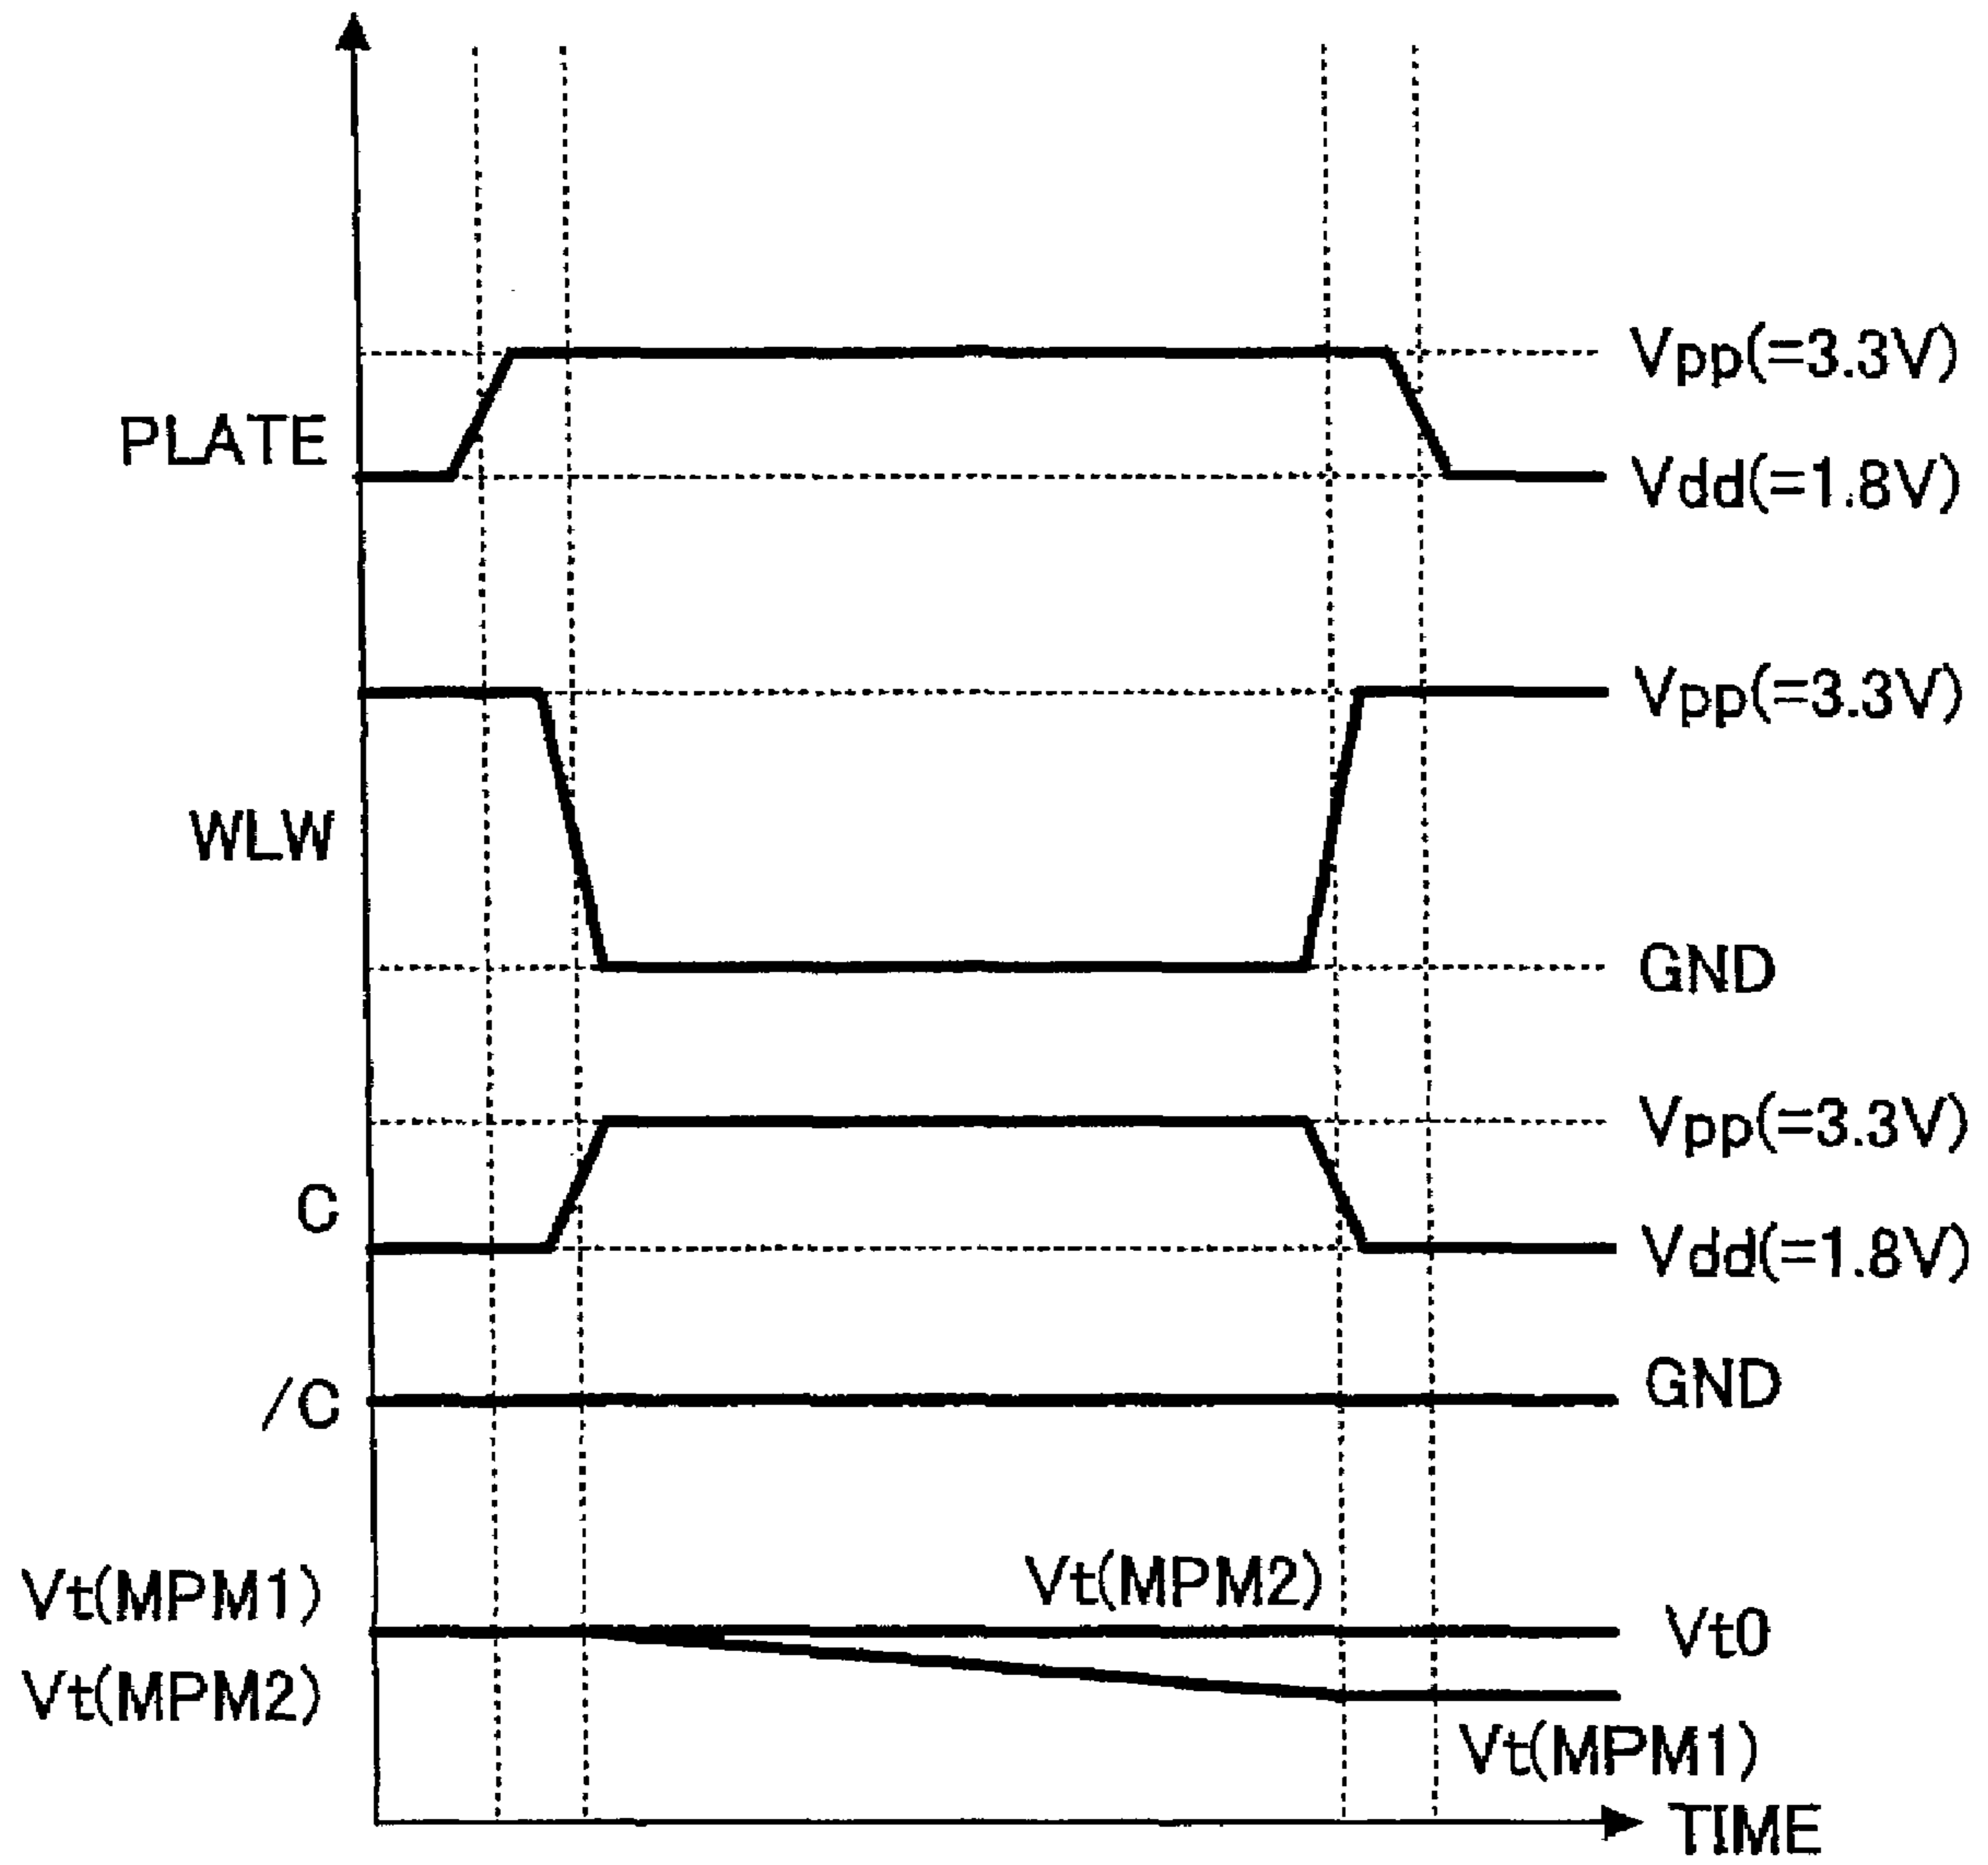 Vpp(=3.3V)
PLATE
Vdd(=1.8V)
Vpp(=3.3V)
WLW
GND
Vpp(=3.3V)
C
Vdd(=1.8V)
/C
GND
Vt(MPM1)
Vt(MPM2)
Vt0
Vt(MPM2)
Vt(MPM1)
TIME